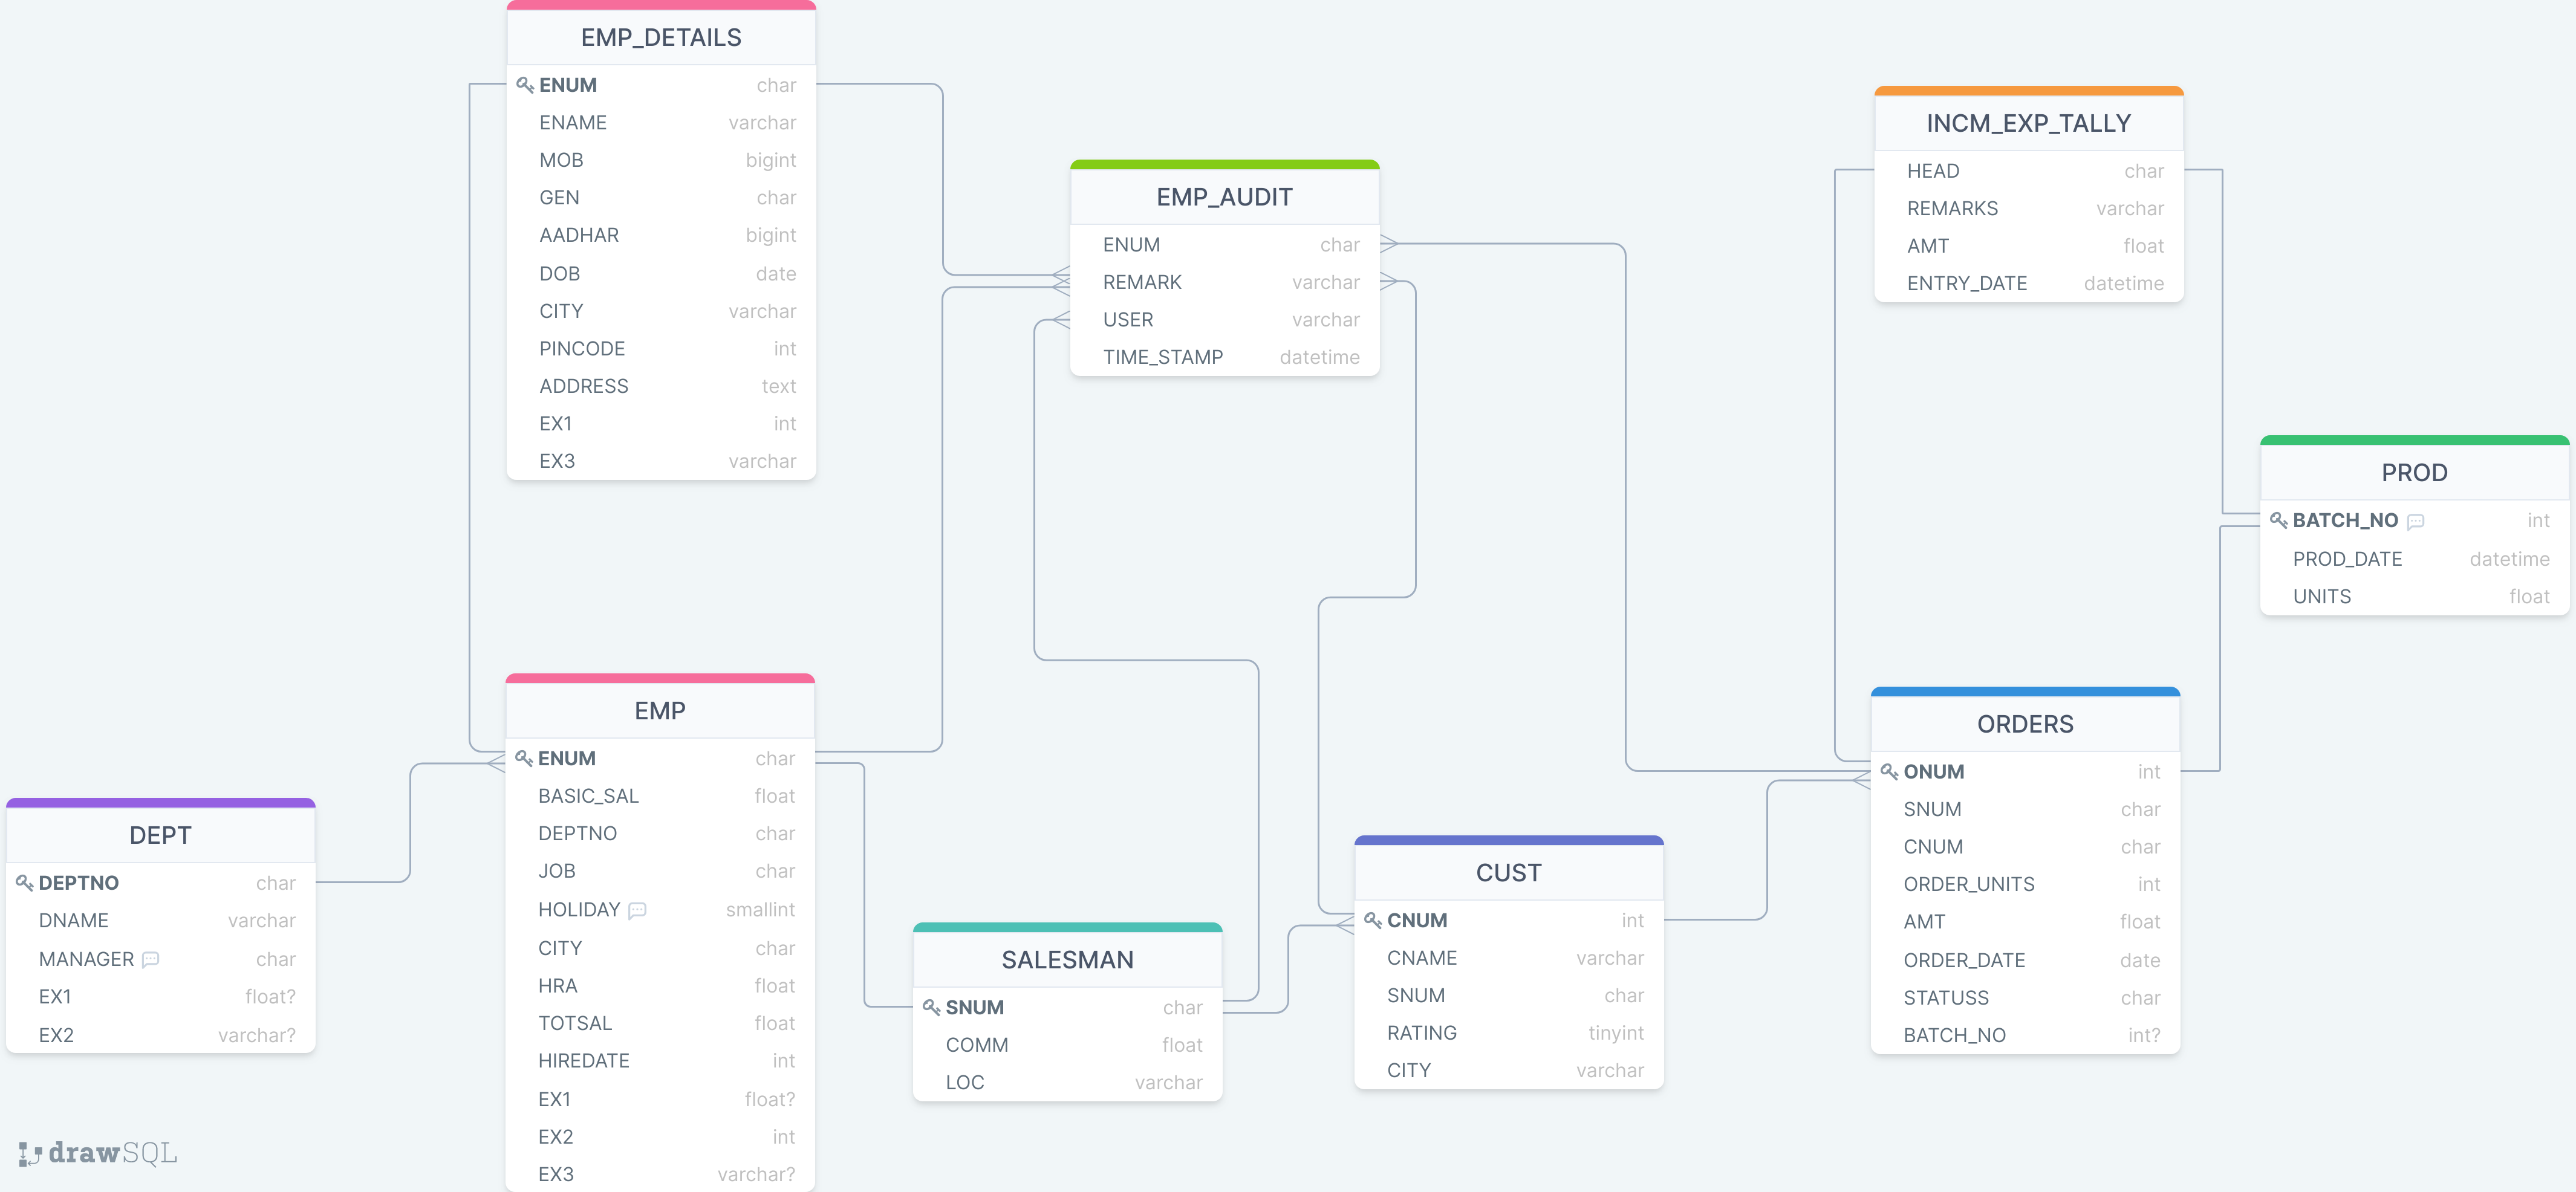 EMP_DETAILS
ENUM char
ENAME varchar
MOB bigint
GEN char
AADHAR bigint
DOB date
CITY varchar
PINCODE int
ADDRESS text
EX1 int
EX3 varchar
EMP_AUDIT
ENUM char
REMARK varchar
USER varchar
TIME_STAMP datetime
INCM_EXP_TALLY
HEAD char
REMARKS varchar
AMT float
ENTRY_DATE datetime
PROD
BATCH_NO int
PROD_DATE datetime
UNITS float
DEPT
DEPTNO char
DNAME varchar
MANAGER char
EX1 float?
EX2 varchar?
EMP
ENUM char
BASIC_SAL float
DEPTNO char
JOB char
HOLIDAY smallint
CITY char
HRA float
TOTSAL float
HIREDATE int
EX1 float?
EX2 int
EX3 varchar?
SALESMAN
SNUM char
COMM float
LOC varchar
CUST
CNUM int
CNAME varchar
SNUM char
RATING tinyint
CITY varchar
ORDERS
ONUM int
SNUM char
CNUM char
ORDER_UNITS int
AMT float
ORDER_DATE date
STATUSS char
BATCH_NO int?
drawSQL